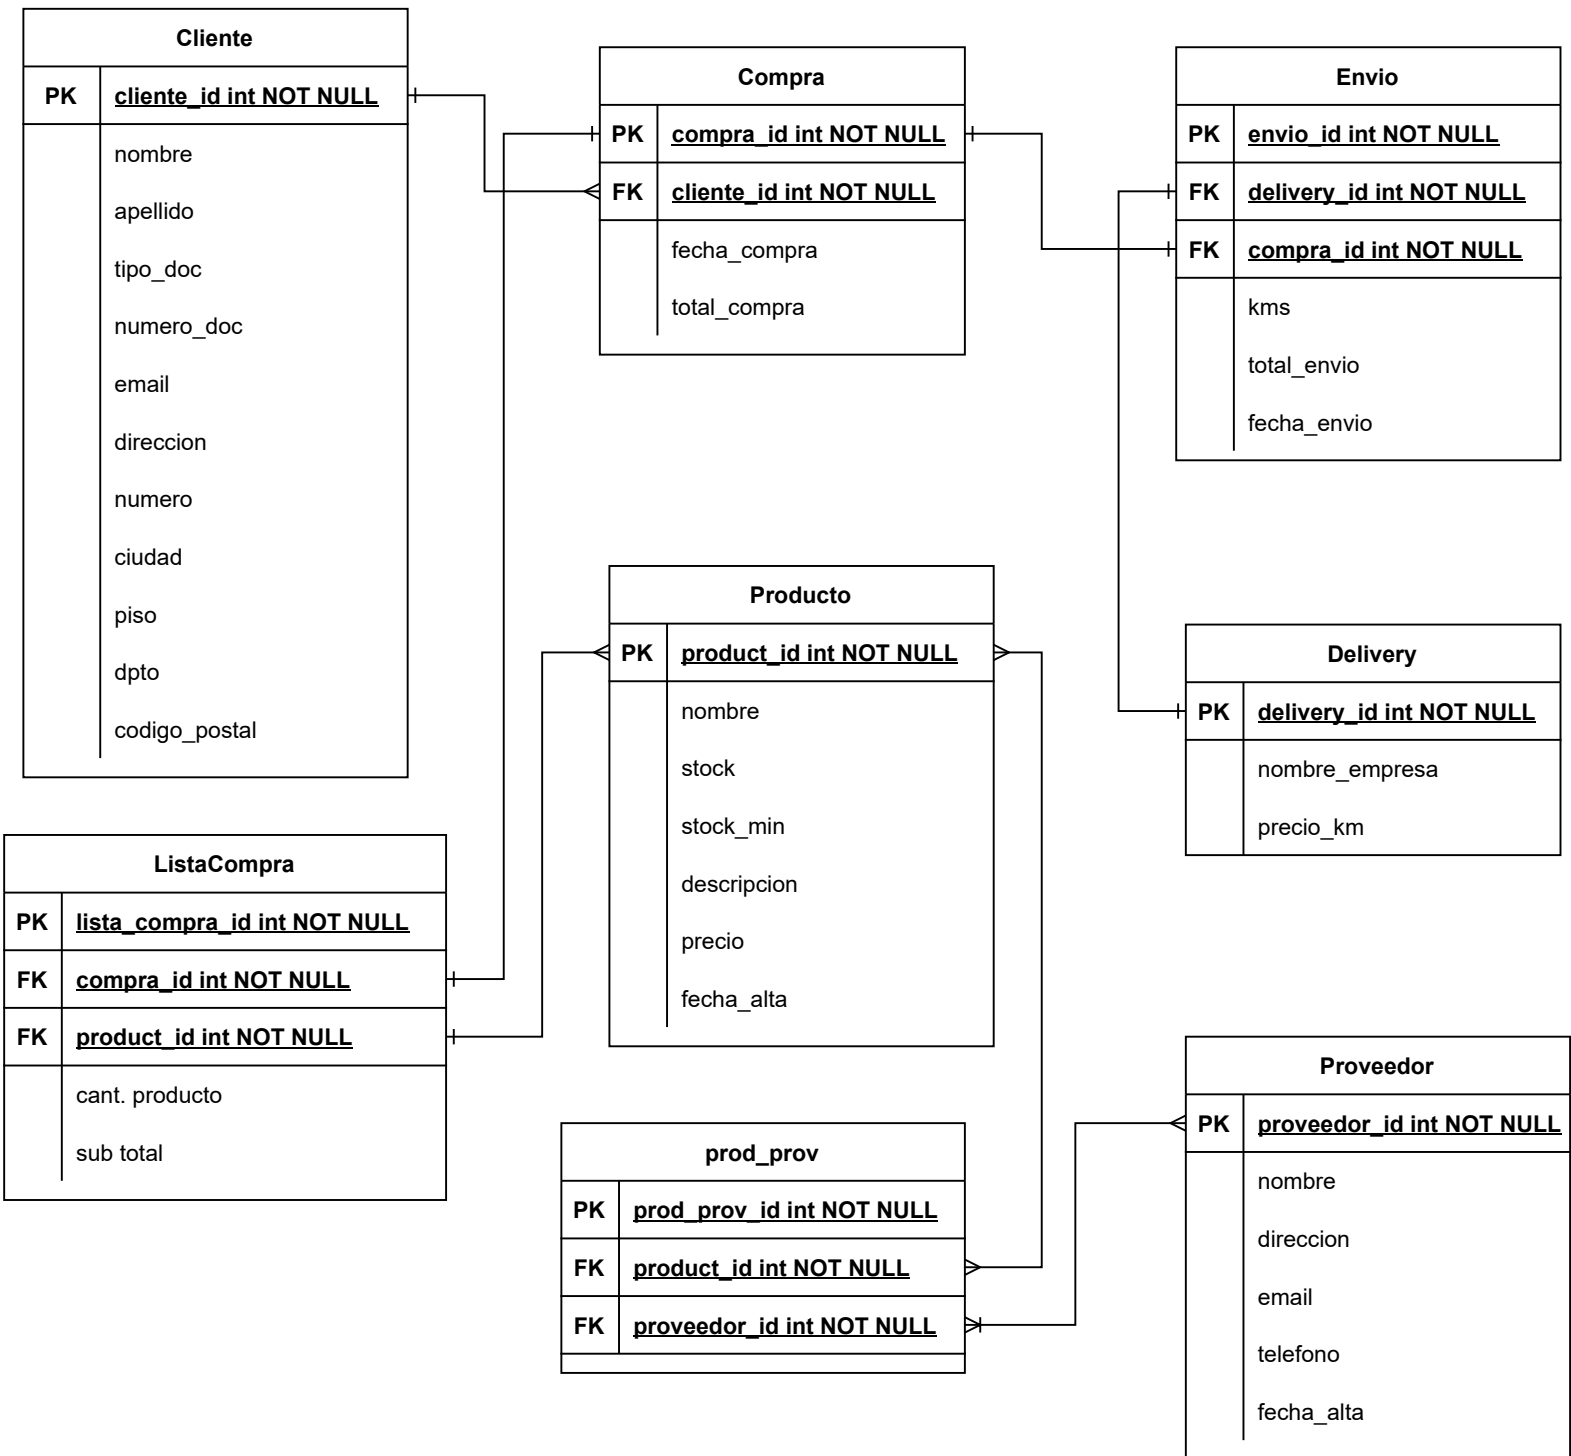 Cliente
PK cliente_id int NOT NULL
nombre
apellido
tipo_doc
numero_doc
email
direccion
numero
ciudad
piso
dpto
codigo_postal
Compra
PK compra_id int NOT NULL
FK cliente_id int NOT NULL
fecha_compra
total_compra
Envio
PK envio_id int NOT NULL
FK delivery_id int NOT NULL
FK compra_id int NOT NULL
kms
total_envio
fecha_envio
Producto
PK product_id int NOT NULL
nombre
stock
stock_min
descripcion
precio
fecha_alta
Delivery
PK delivery_id int NOT NULL
nombre_empresa
precio_km
ListaCompra
PK lista_compra_id int NOT NULL
FK compra_id int NOT NULL
FK product_id int NOT NULL
cant. producto
sub total
prod_prov
PK prod_prov_id int NOT NULL
FK product_id int NOT NULL
FK proveedor_id int NOT NULL
Proveedor
PK proveedor_id int NOT NULL
nombre
direccion
email
telefono
fecha_alta